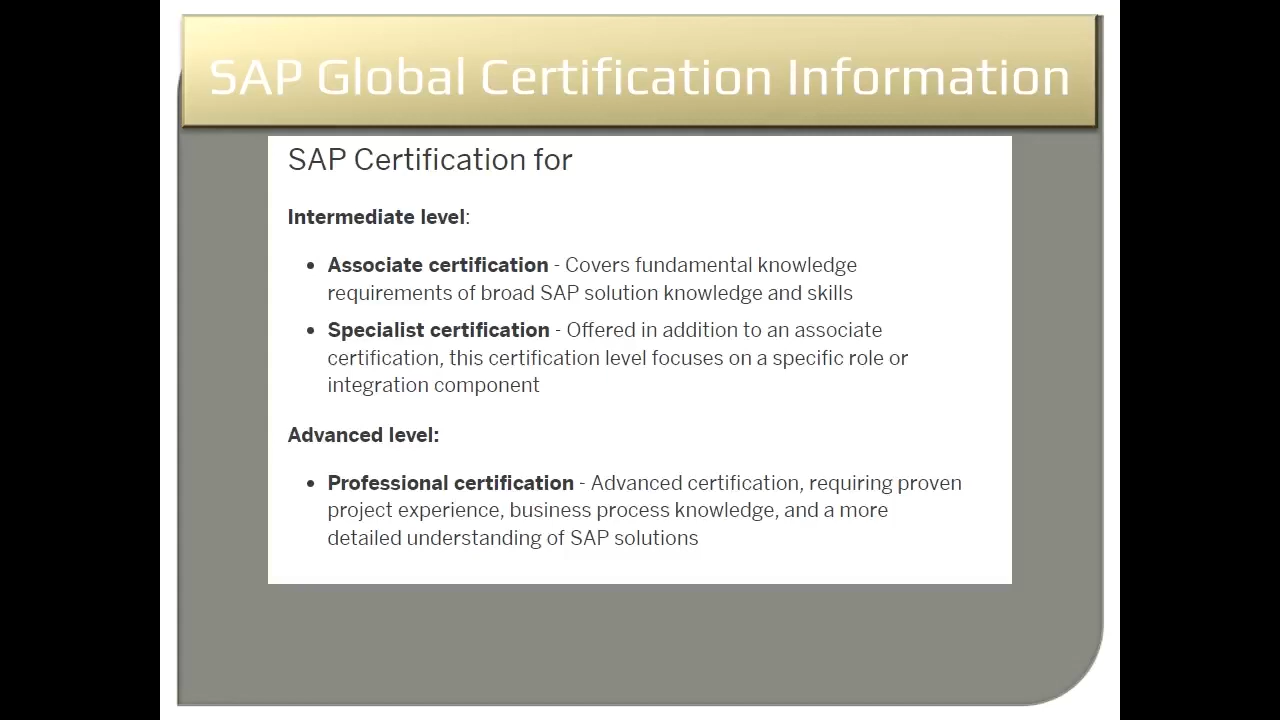 SAP Global Certification Information
SAP Certification for
Intermediate level:
• Associate certification - Covers fundamental knowledge
requirements of broad SAP solution knowledge and skills
• Specialist certification - Offered in addition to an associate
certification, this certification level focuses on a specific role or
integration component
Advanced level:
• Professional certification - Advanced certification, requiring proven
project experience, business process knowledge, and a more
detailed understanding of SAP solutions